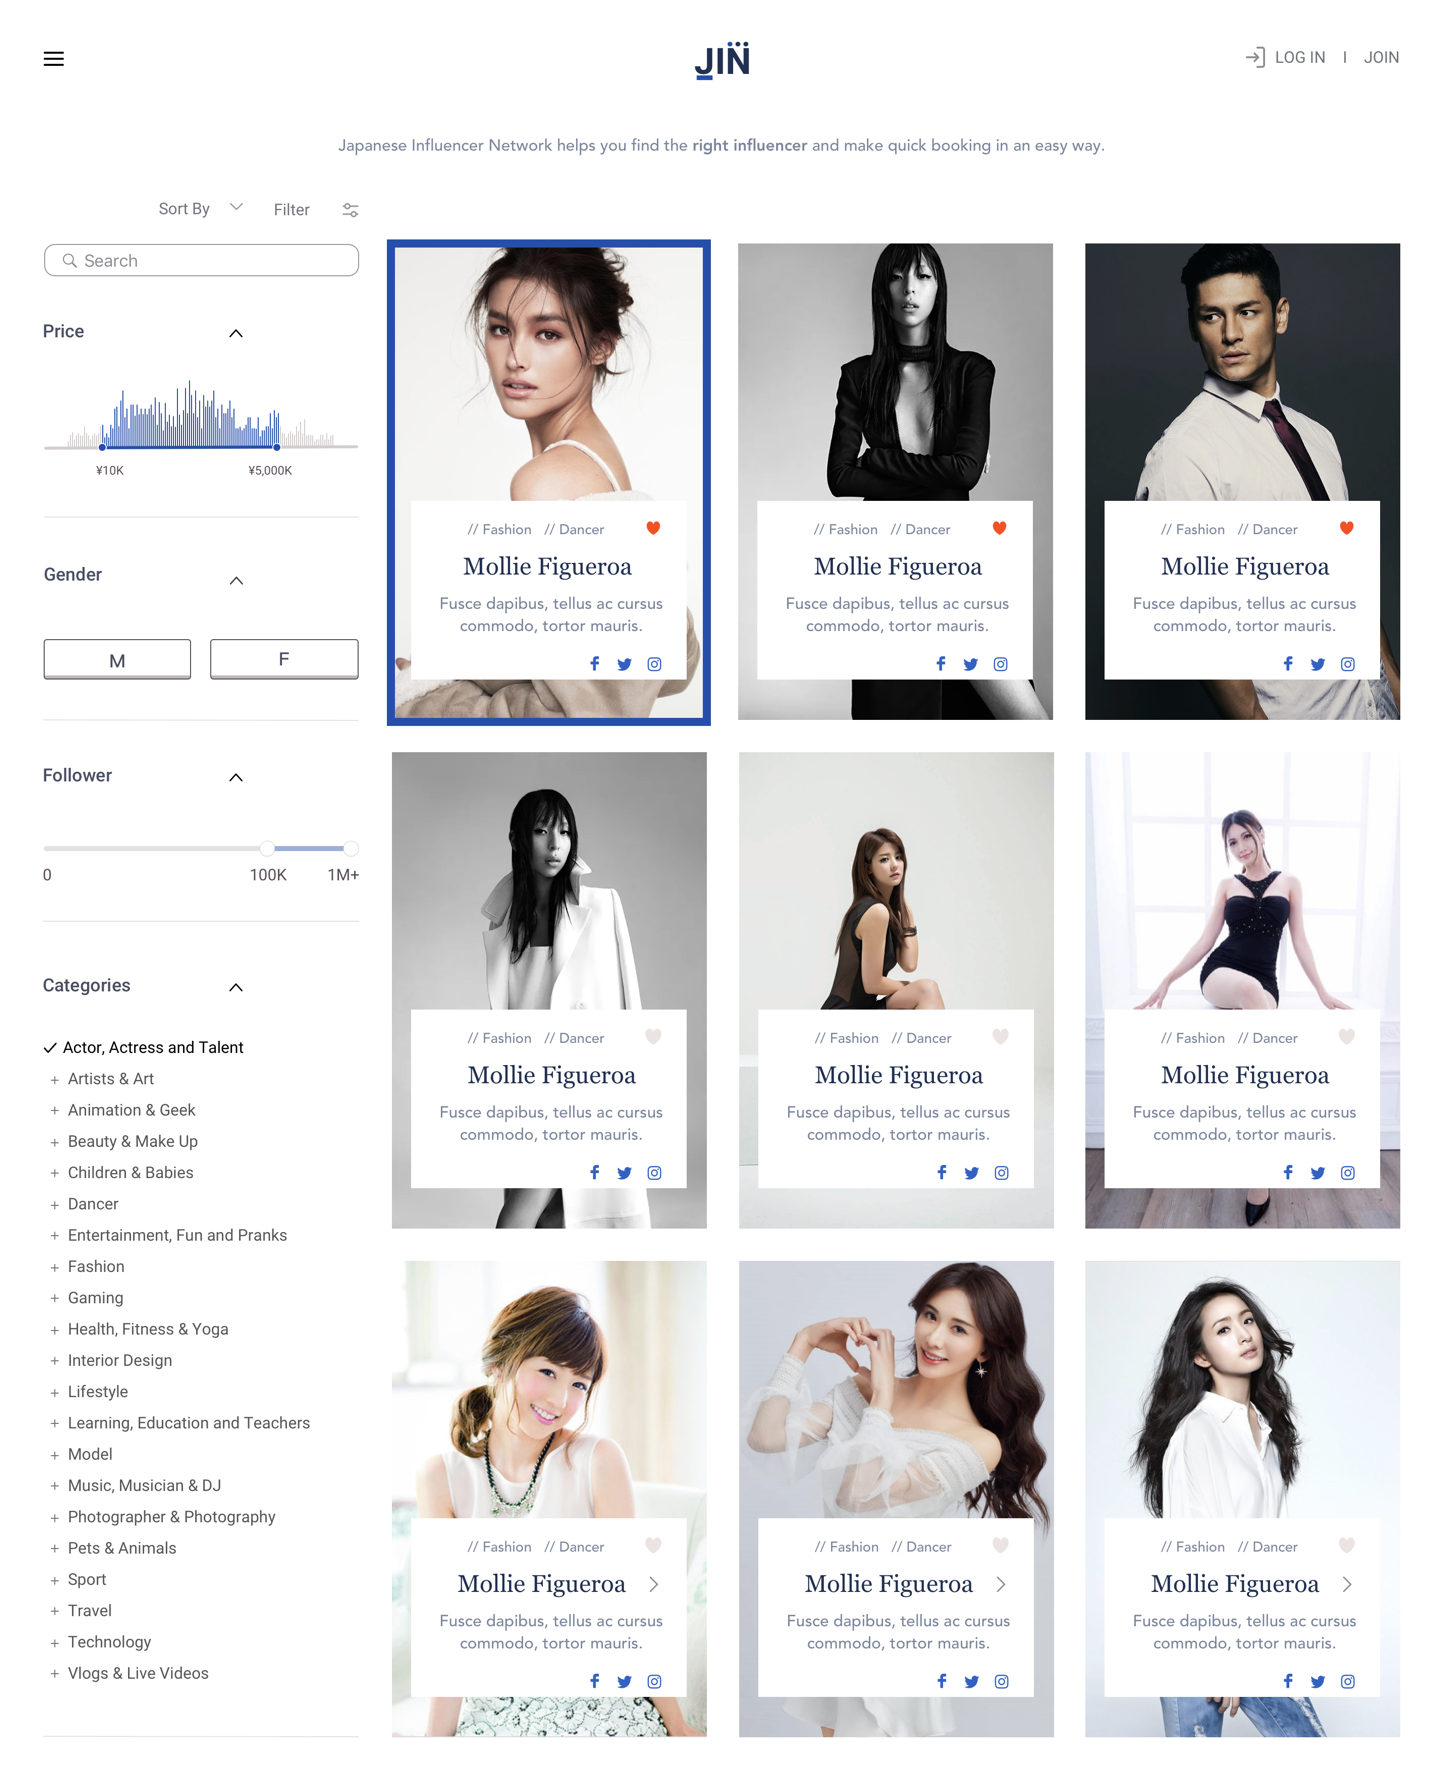 JIN
LOG IN | JOIN
Japanese Influencer Network helps you find the right influencer and make quick booking in an easy way.
Sort By Filter
Search
Price
¥10K ¥5,000K
Gender
M F
Follower
0 100K 1M+
Categories
Actor, Actress and Talent
+ Artists & Art
+ Animation & Geek
+ Beauty & Make Up
+ Children & Babies
+ Dancer
+ Entertainment, Fun and Pranks
+ Fashion
+ Gaming
+ Health, Fitness & Yoga
+ Interior Design
+ Lifestyle
+ Learning, Education and Teachers
+ Model
+ Music, Musician & DJ
+ Photographer & Photography
+ Pets & Animals
+ Sport
+ Travel
+ Technology
+ Vlogs & Live Videos
// Fashion // Dancer
Mollie Figueroa
Fusce dapibus, tellus ac cursus
commodo, tortor mauris.
// Fashion // Dancer
Mollie Figueroa
Fusce dapibus, tellus ac cursus
commodo, tortor mauris.
// Fashion // Dancer
Mollie Figueroa
Fusce dapibus, tellus ac cursus
commodo, tortor mauris.
// Fashion // Dancer
Mollie Figueroa
Fusce dapibus, tellus ac cursus
commodo, tortor mauris.
// Fashion // Dancer
Mollie Figueroa
Fusce dapibus, tellus ac cursus
commodo, tortor mauris.
// Fashion // Dancer
Mollie Figueroa
Fusce dapibus, tellus ac cursus
commodo, tortor mauris.
// Fashion // Dancer
Mollie Figueroa
Fusce dapibus, tellus ac cursus
commodo, tortor mauris.
// Fashion // Dancer
Mollie Figueroa
Fusce dapibus, tellus ac cursus
commodo, tortor mauris.
// Fashion // Dancer
Mollie Figueroa
Fusce dapibus, tellus ac cursus
commodo, tortor mauris.